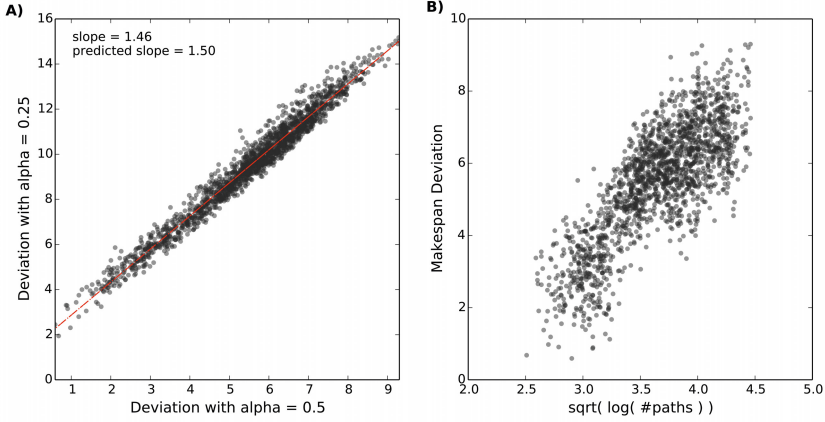 A)
slope = 1.46
predicted slope = 1.50
Deviation with alpha = 0.25
16
14
12
10
8
6
4
2
0
1 2 3 4 5 6 7 8 9
Deviation with alpha = 0.5
B)
Makespan Deviation
10
8
6
4
2
0
2.0 2.5 3.0 3.5 4.0 4.5 5.0
sqrt( log( #paths ) )